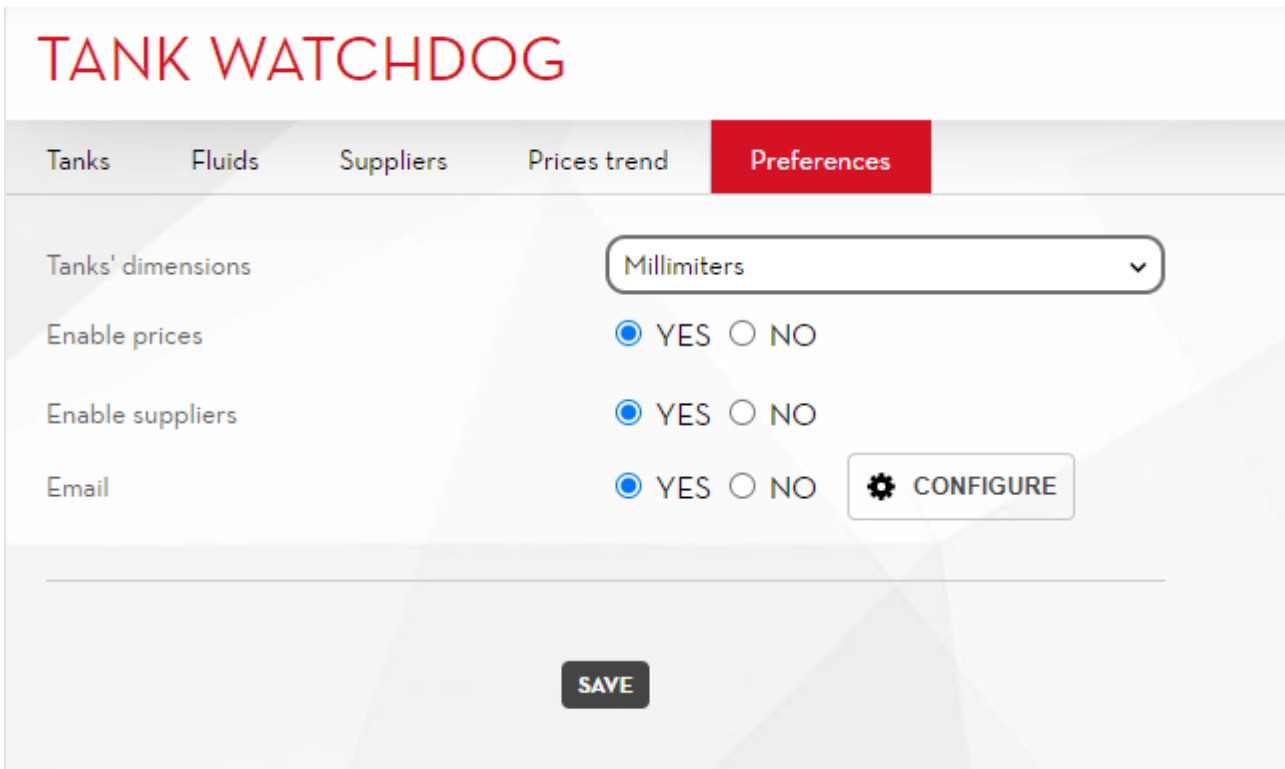 TANK WATCHDOG
Tanks Fluids Suppliers Prices trend Preferences
Tanks' dimensions Millimiters
Enable prices YES NO
Enable suppliers YES NO
Email YES NO CONFIGURE
SAVE